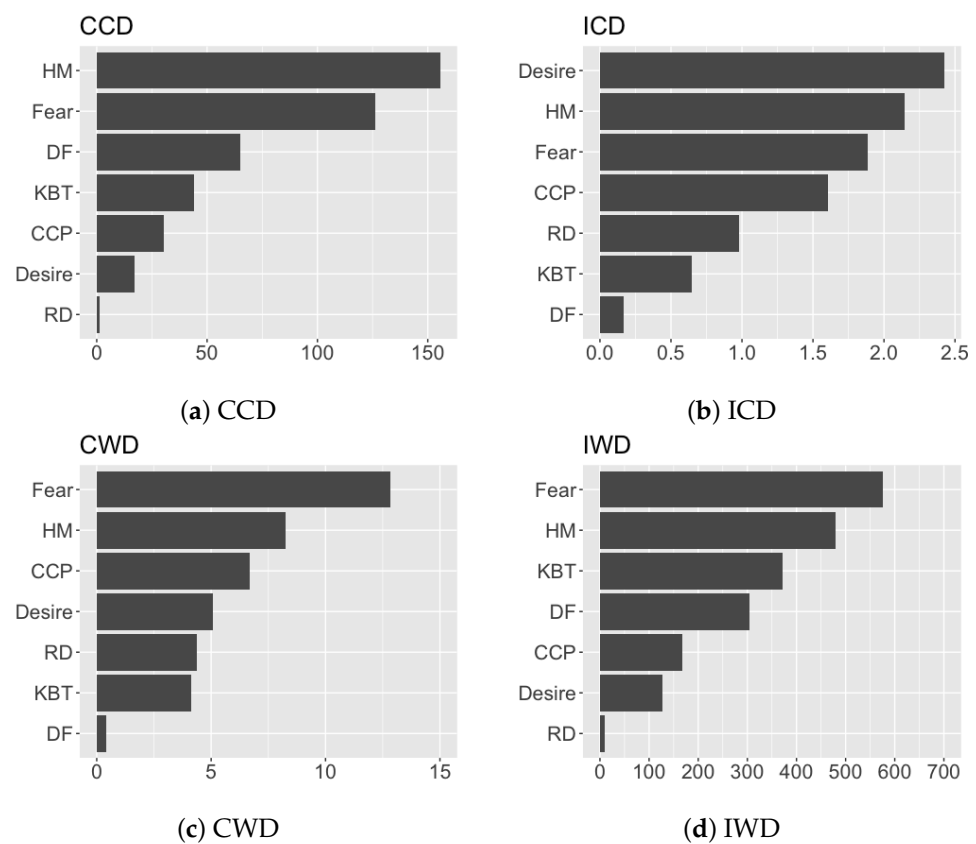 CCD
HM
Fear
DF
KBT
CCP
Desire
RD
0 50 100 150
(a) CCD
ICD
Desire
HM
Fear
CCP
RD
KBT
DF
0.0 0.5 1.0 1.5 2.0 2.5
(b) ICD
CWD
Fear
HM
CCP
Desire
RD
KBT
DF
0 5 10 15
(c) CWD
IWD
Fear
HM
KBT
DF
CCP
Desire
RD
0 100 200 300 400 500 600 700
(d) IWD